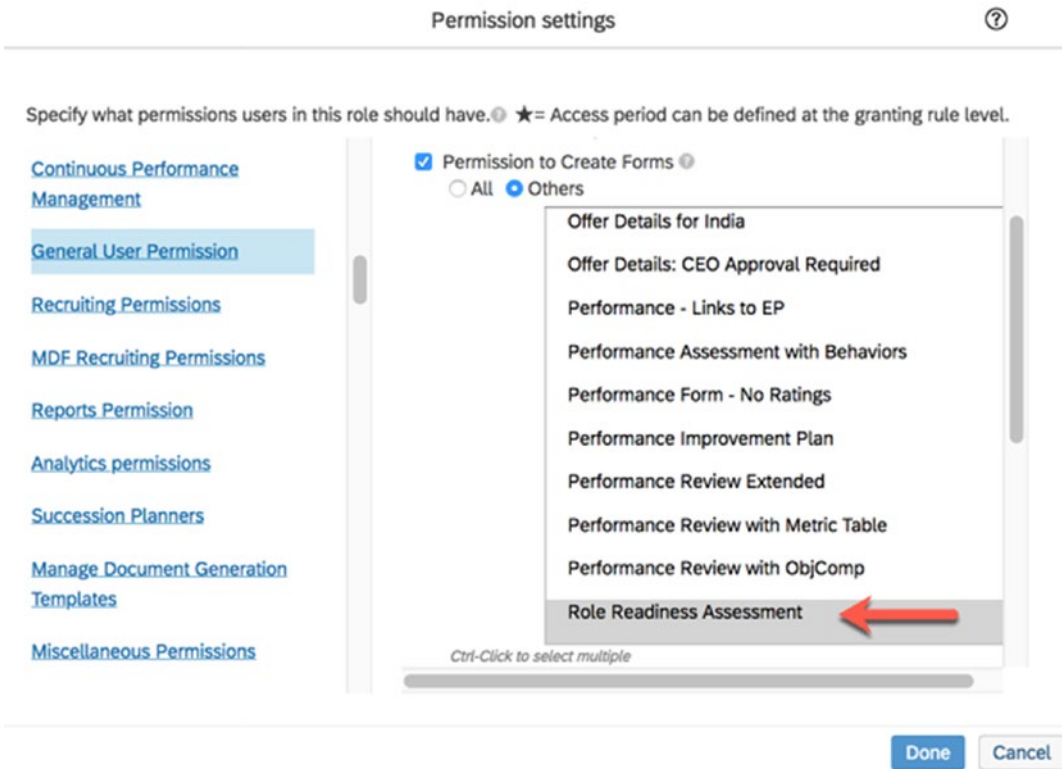 Permission settings
Specify what permissions users in this role should have. ★= Access period can be defined at the granting rule level.
Continuous Performance
Management
General User Permission
Recruiting Permissions
MDF Recruiting Permissions
Reports Permission
Analytics permissions
Succession Planners
Manage Document Generation
Templates
Miscellaneous Permissions
Permission to Create Forms
All Others
Offer Details for India
Offer Details: CEO Approval Required
Performance - Links to EP
Performance Assessment with Behaviors
Performance Form - No Ratings
Performance Improvement Plan
Performance Review Extended
Performance Review with Metric Table
Performance Review with ObjComp
Role Readiness Assessment
Ctrl-Click to select multiple
Done Cancel